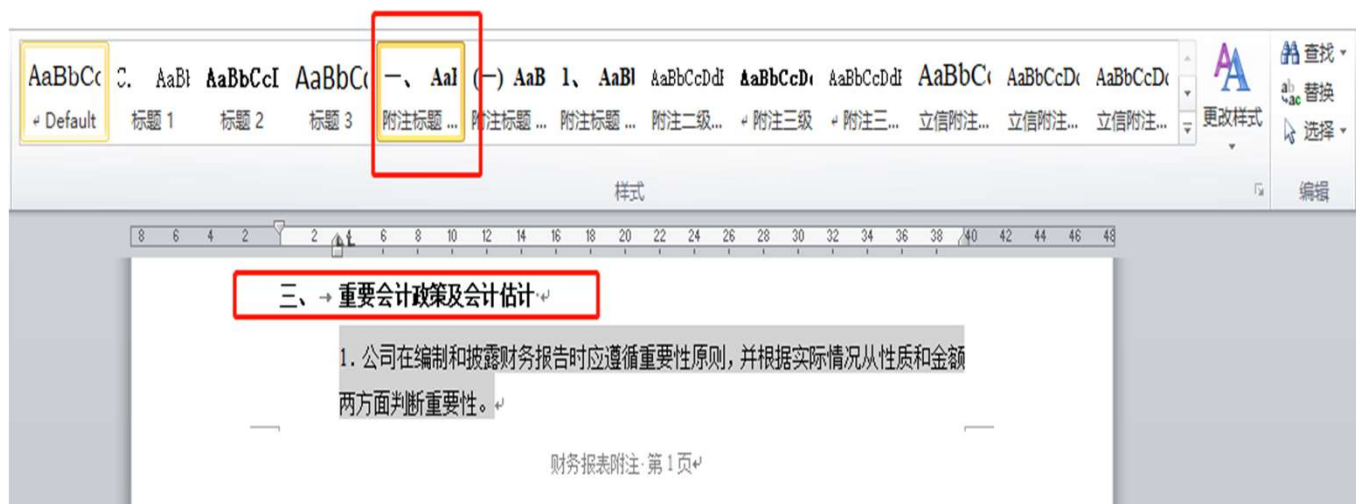 AaBbCc C. AaBl AaBbCcI AaBbC( 一、 Aal (一) AaB 1、 AaBl AaBbCcDdI AaBbCcD( AaBbCcDdI AaBbC( AaBbCcD( AaBbCcD(
↵ Default 标题 1 标题 2 标题 3 附注标题 ... 附注标题 ... 附注标题 ... 附注二级... ↵ 附注三级 ↵ 附注三... 立信附注... 立信附注... 立信附注...
更改样式
查找
替换
选择
样式 编辑
8 6 4 2 2 4 6 8 10 12 14 16 18 20 22 24 26 28 30 32 34 36 38 40 42 44 46 48
三、→ 重要会计政策及会计估计↵
1. 公司在编制和披露财务报告时应遵循重要性原则，并根据实际情况从性质和金额
两方面判断重要性。↵
财务报表附注·第 1 页↵